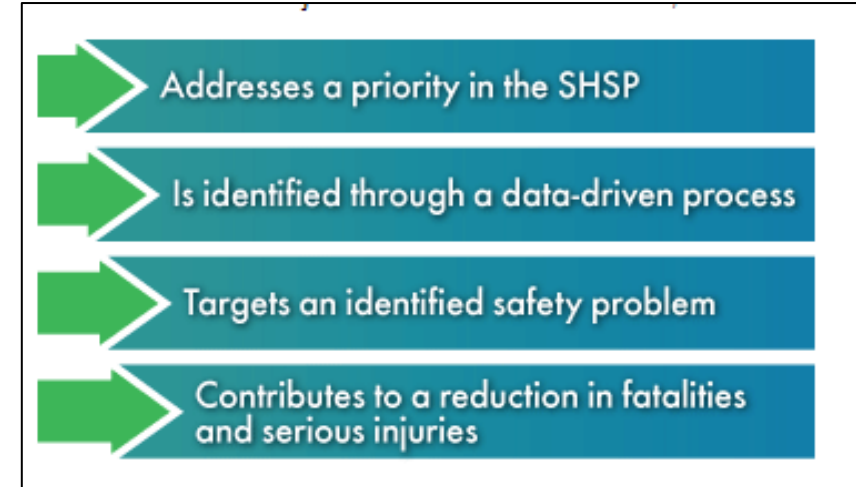 Addresses a priority in the SHSP
Is identified through a data-driven process
Targets an identified safety problem
Contributes to a reduction in fatalities
and serious injuries